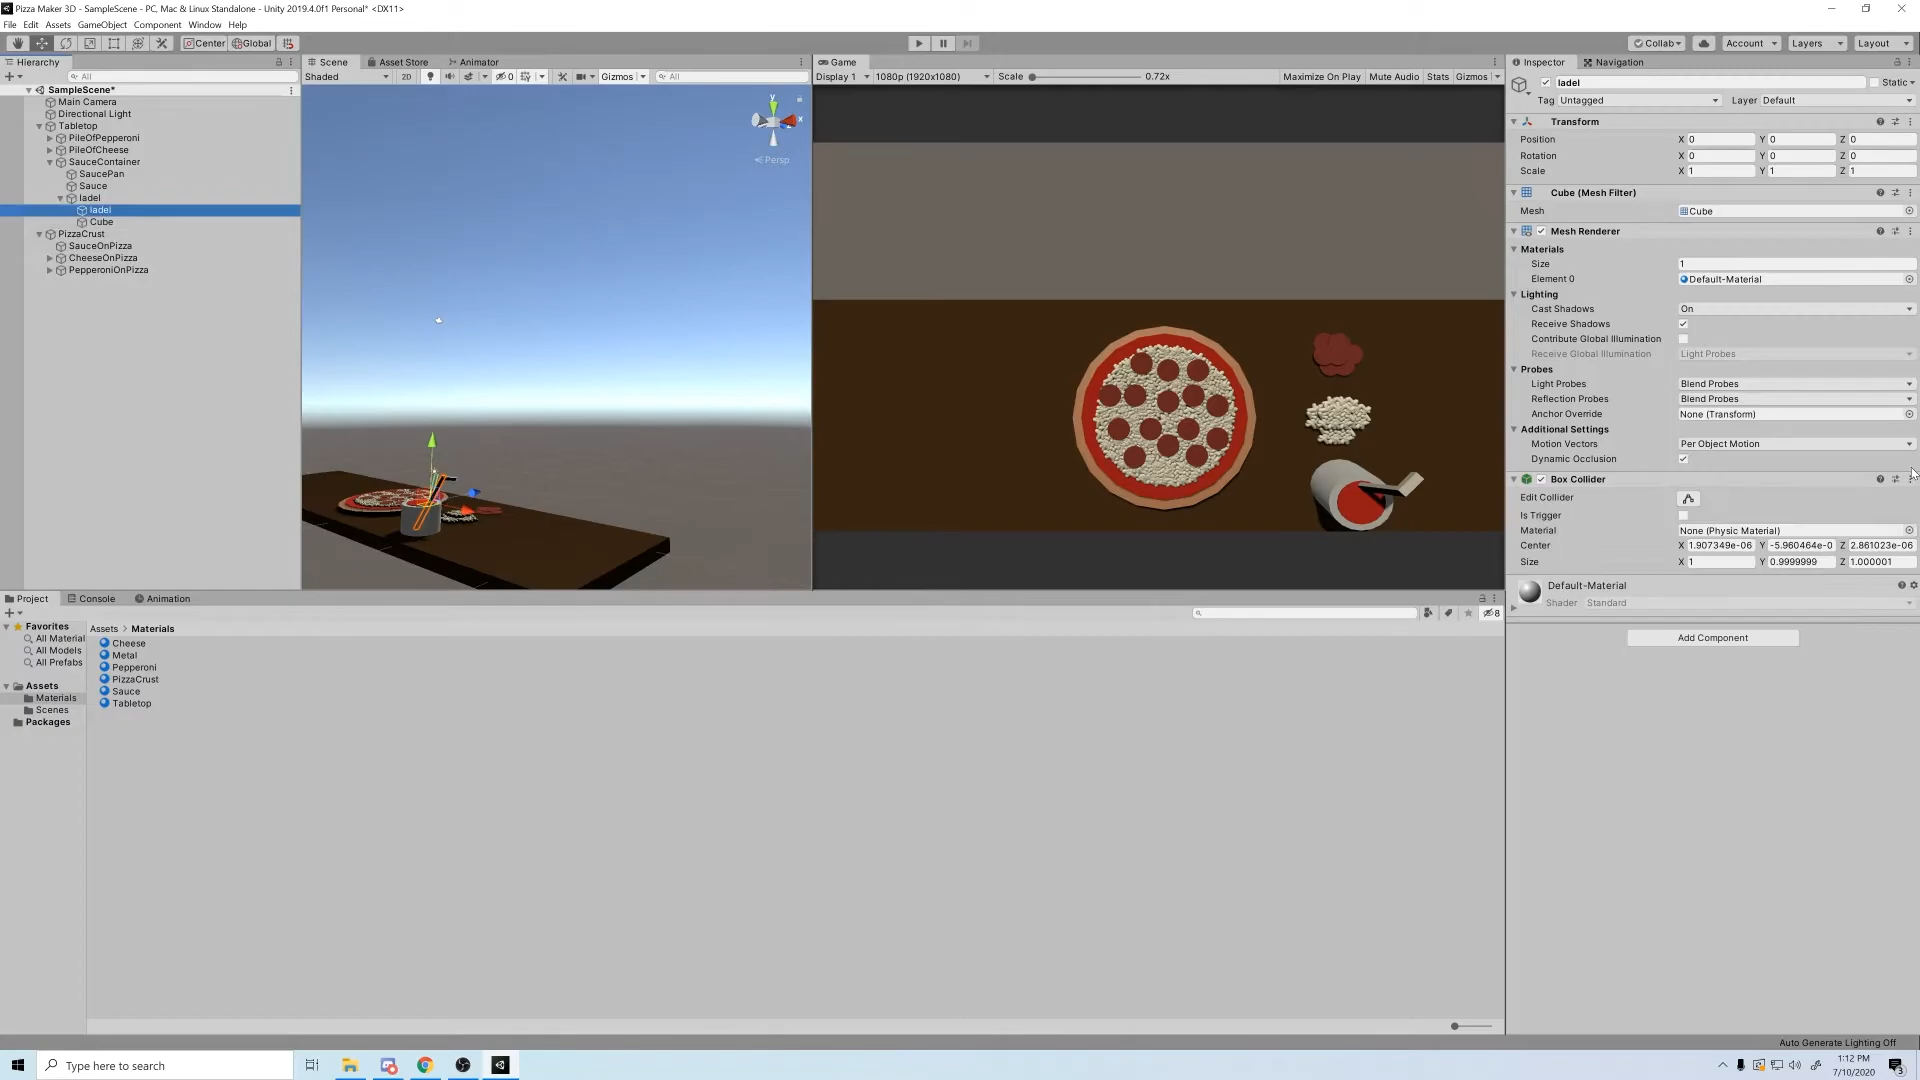 Pizza Maker 3D - SampleScene - PC, Mac & Linux Standalone - Unity 2019.4.0f1 Personal* <DX11>
File Edit Assets GameObject Component Window Help
Center Global Collab Account Layers Layout
Hierarchy
All
SampleScene*
Main Camera
Directional Light
Tabletop
PileOfPepperoni
PileOfCheese
SauceContainer
SaucePan
Sauce
ladel
ladel
Cube
PizzaCrust
SauceOnPizza
CheeseOnPizza
PepperoniOnPizza
Scene Asset Store Animator
Shaded 2D 0 Gizmos All
y
x
Persp
Game
Display 1 1080p (1920x1080) Scale 0.72x Maximize On Play Mute Audio Stats Gizmos
Inspector Navigation
ladel Static
Tag Untagged Layer Default
Transform
Position X 0 Y 0 Z 0
Rotation X 0 Y 0 Z 0
Scale X 1 Y 1 Z 1
Cube (Mesh Filter)
Mesh Cube
Mesh Renderer
Materials
Size 1
Element 0 Default-Material
Lighting
Cast Shadows On
Receive Shadows
Contribute Global Illumination
Receive Global Illumination Light Probes
Probes
Light Probes Blend Probes
Reflection Probes Blend Probes
Anchor Override None (Transform)
Additional Settings
Motion Vectors Per Object Motion
Dynamic Occlusion
Box Collider
Edit Collider
Is Trigger
Material None (Physic Material)
Center X 1.907349e-06 Y -5.960464e-0 Z 2.861023e-06
Size X 1 Y 0.9999999 Z 1.000001
Default-Material
Shader Standard
Add Component
Project Console Animation
8
Favorites
All Material
All Models
All Prefabs
Assets
Materials
Scenes
Packages
Assets > Materials
Cheese
Metal
Pepperoni
PizzaCrust
Sauce
Tabletop
Auto Generate Lighting Off
Type here to search
1:12 PM
7/10/2020
3